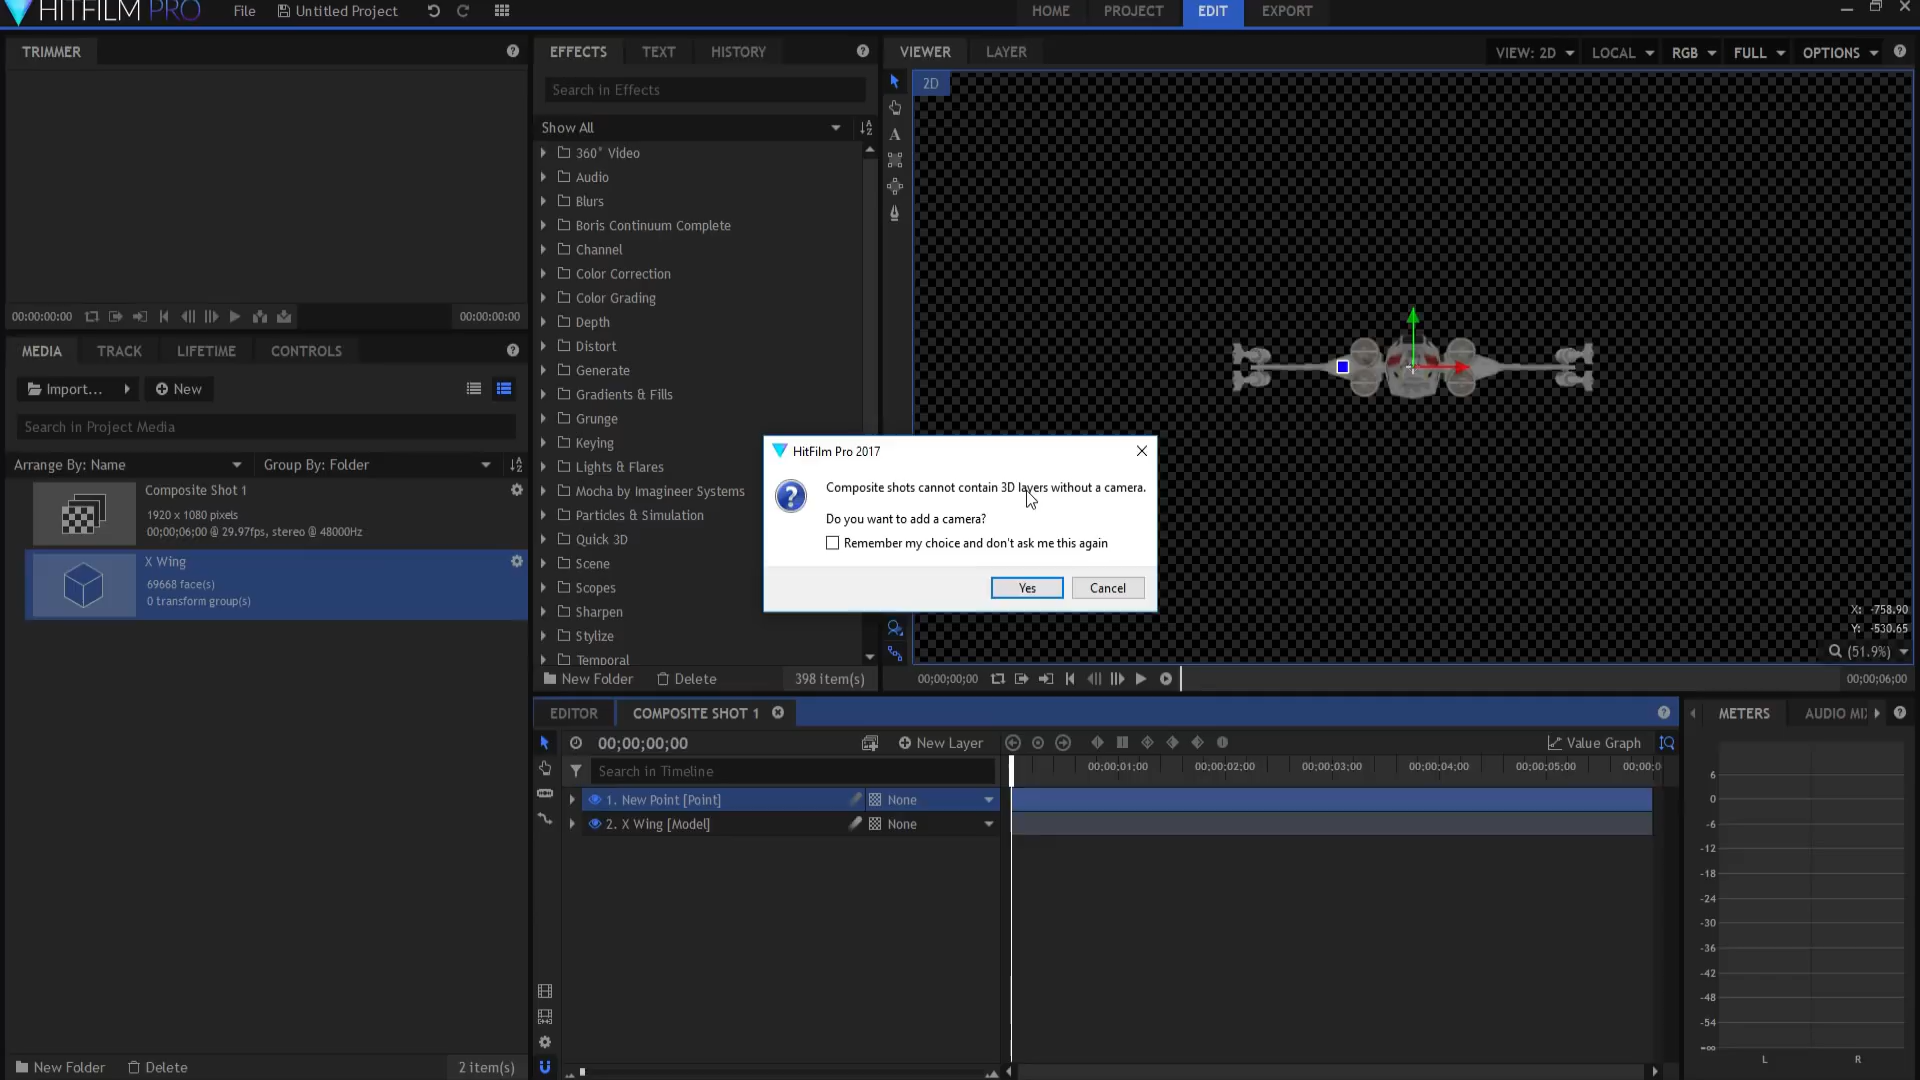 HITFILM PRO
File
Untitled Project
HOME
PROJECT
EDIT
EXPORT
TRIMMER
00:00:00:00
00:00:00:00
MEDIA
TRACK
LIFETIME
CONTROLS
Import...
New
Search in Project Media
Arrange By: Name
Group By: Folder
Composite Shot 1
1920 x 1080 pixels
00;00;06;00 @ 29.97fps, stereo @ 48000Hz
X Wing
69668 face(s)
0 transform group(s)
New Folder
Delete
2 item(s)
EFFECTS
TEXT
HISTORY
Search in Effects
Show All
360° Video
Audio
Blurs
Boris Continuum Complete
Channel
Color Correction
Color Grading
Depth
Distort
Generate
Gradients & Fills
Grunge
Keying
Lights & Flares
Mocha by Imagineer Systems
Particles & Simulation
Quick 3D
Scene
Scopes
Sharpen
Stylize
Temporal
New Folder
Delete
398 item(s)
VIEWER
LAYER
VIEW: 2D
LOCAL
RGB
FULL
OPTIONS
2D
X: -758.90
Y: -530.65
(51.9%)
00;00;00;00
00;00;06;00
HitFilm Pro 2017
Composite shots cannot contain 3D layers without a camera.
Do you want to add a camera?
Remember my choice and don't ask me this again
Yes
Cancel
EDITOR
COMPOSITE SHOT 1
00;00;00;00
New Layer
Value Graph
Search in Timeline
00;00;01;00
00;00;02;00
00;00;03;00
00;00;04;00
00;00;05;00
00;00;0
1. New Point [Point]
None
2. X Wing [Model]
None
METERS
AUDIO MIX
6
0
-6
-12
-18
-24
-30
-36
-42
-48
-54
-∞
L
R